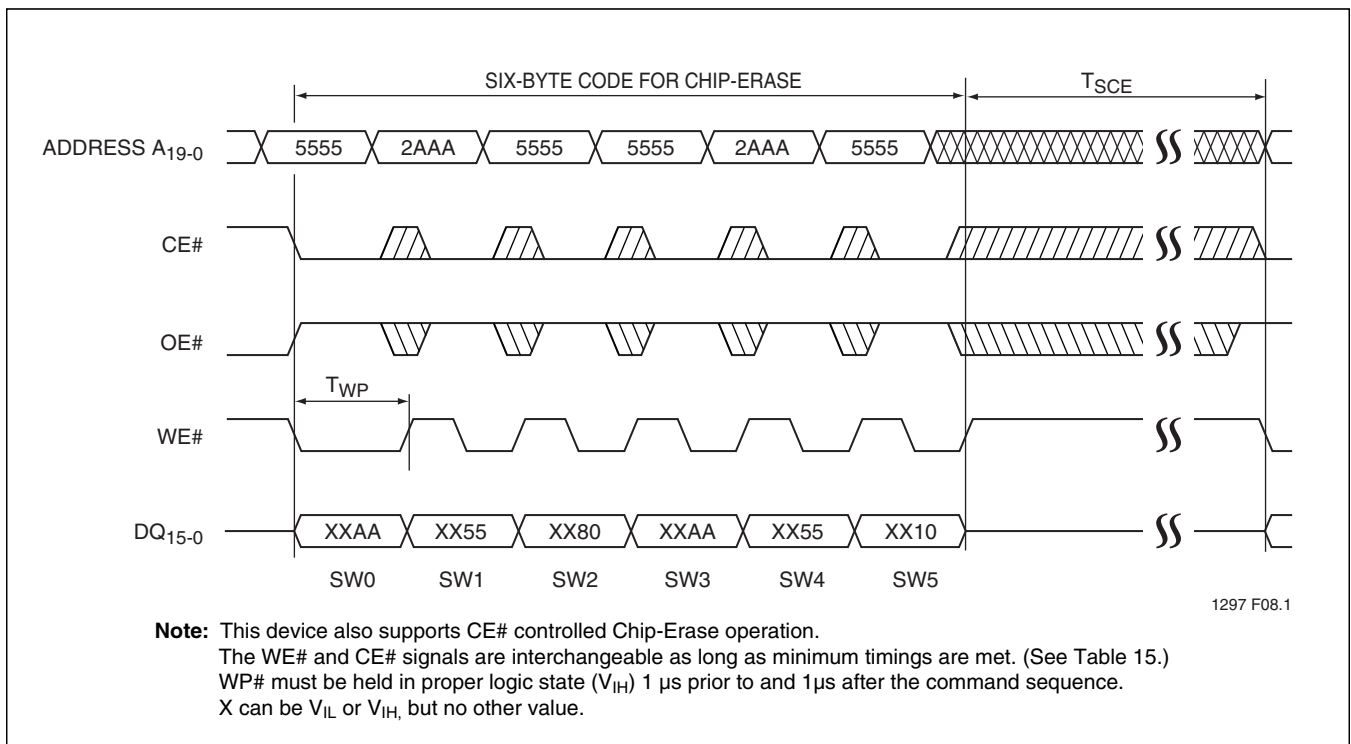 SIX-BYTE CODE FOR CHIP-ERASE TSCE
ADDRESS A19-0 5555 2AAA 5555 5555 2AAA 5555
CE#
OE#
TWP
WE#
DQ15-0 XXAA XX55 XX80 XXAA XX55 XX10
SW0 SW1 SW2 SW3 SW4 SW5
1297 F08.1
Note: This device also supports CE# controlled Chip-Erase operation.
The WE# and CE# signals are interchangeable as long as minimum timings are met. (See Table 15.)
WP# must be held in proper logic state (VIH) 1 µs prior to and 1µs after the command sequence.
X can be VIL or VIH, but no other value.